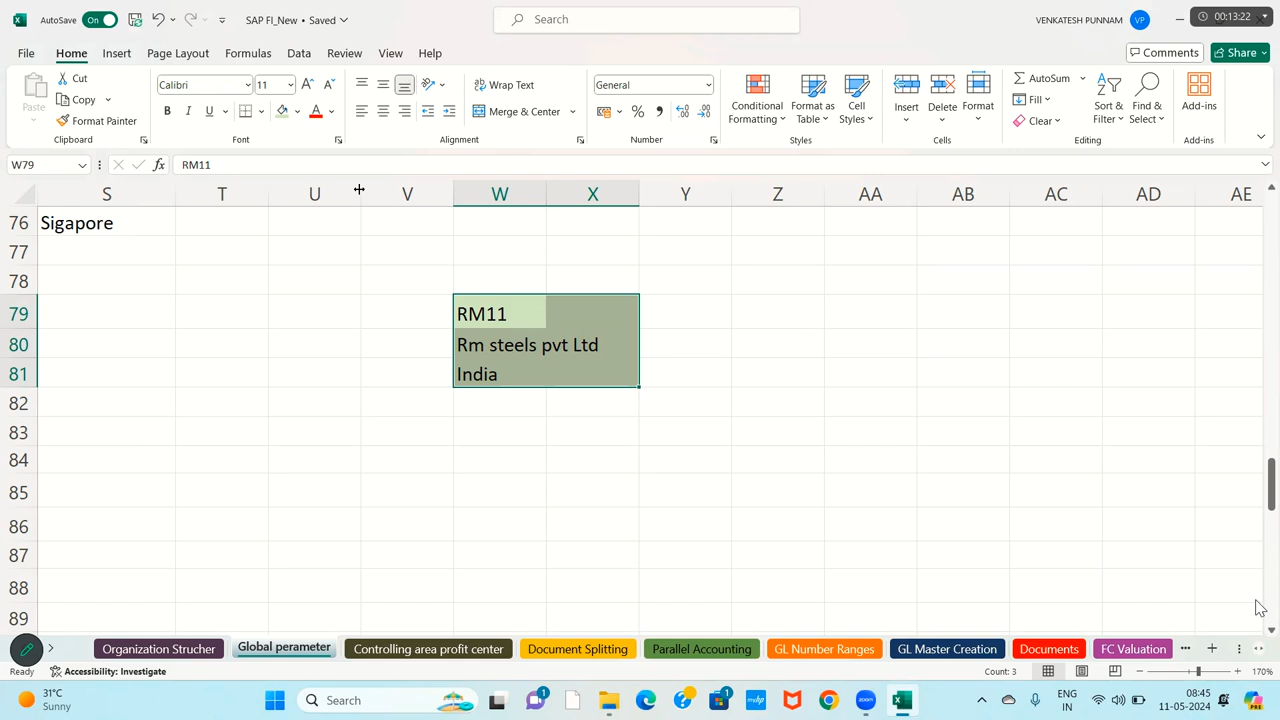 AutoSave On SAP FI_New • Saved Search VENKATESH PUNNAM VP 00:13:22
File Home Insert Page Layout Formulas Data Review View Help Comments Share
Paste Cut Copy Format Painter Clipboard
Calibri 11 B I U A Font
Wrap Text Merge & Center Alignment
General % , Number
Conditional Formatting Format as Table Cell Styles Styles
Insert Delete Format Cells
AutoSum Fill Clear Sort & Filter Find & Select Editing
Add-ins Add-ins
W79 fx RM11
S T U V W X Y Z AA AB AC AD AE
76 Sigapore
77
78
79 RM11
80 Rm steels pvt Ltd
81 India
82
83
84
85
86
87
88
89
Organization Strucher Global perameter Controlling area profit center Document Splitting Parallel Accounting GL Number Ranges GL Master Creation Documents FC Valuation
Ready Accessibility: Investigate Count: 3 170%
31°C Sunny Search 1 1 ENG IN 08:45 11-05-2024